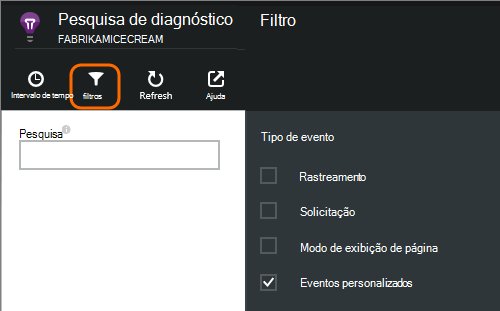 Pesquisa de diagnóstico
FABRIKAMICECREAM
Intervalo de tempo
filtros
Refresh
Ajuda
Pesquisa
Filtro
Tipo de evento
Rastreamento
Solicitação
Modo de exibição de página
Eventos personalizados